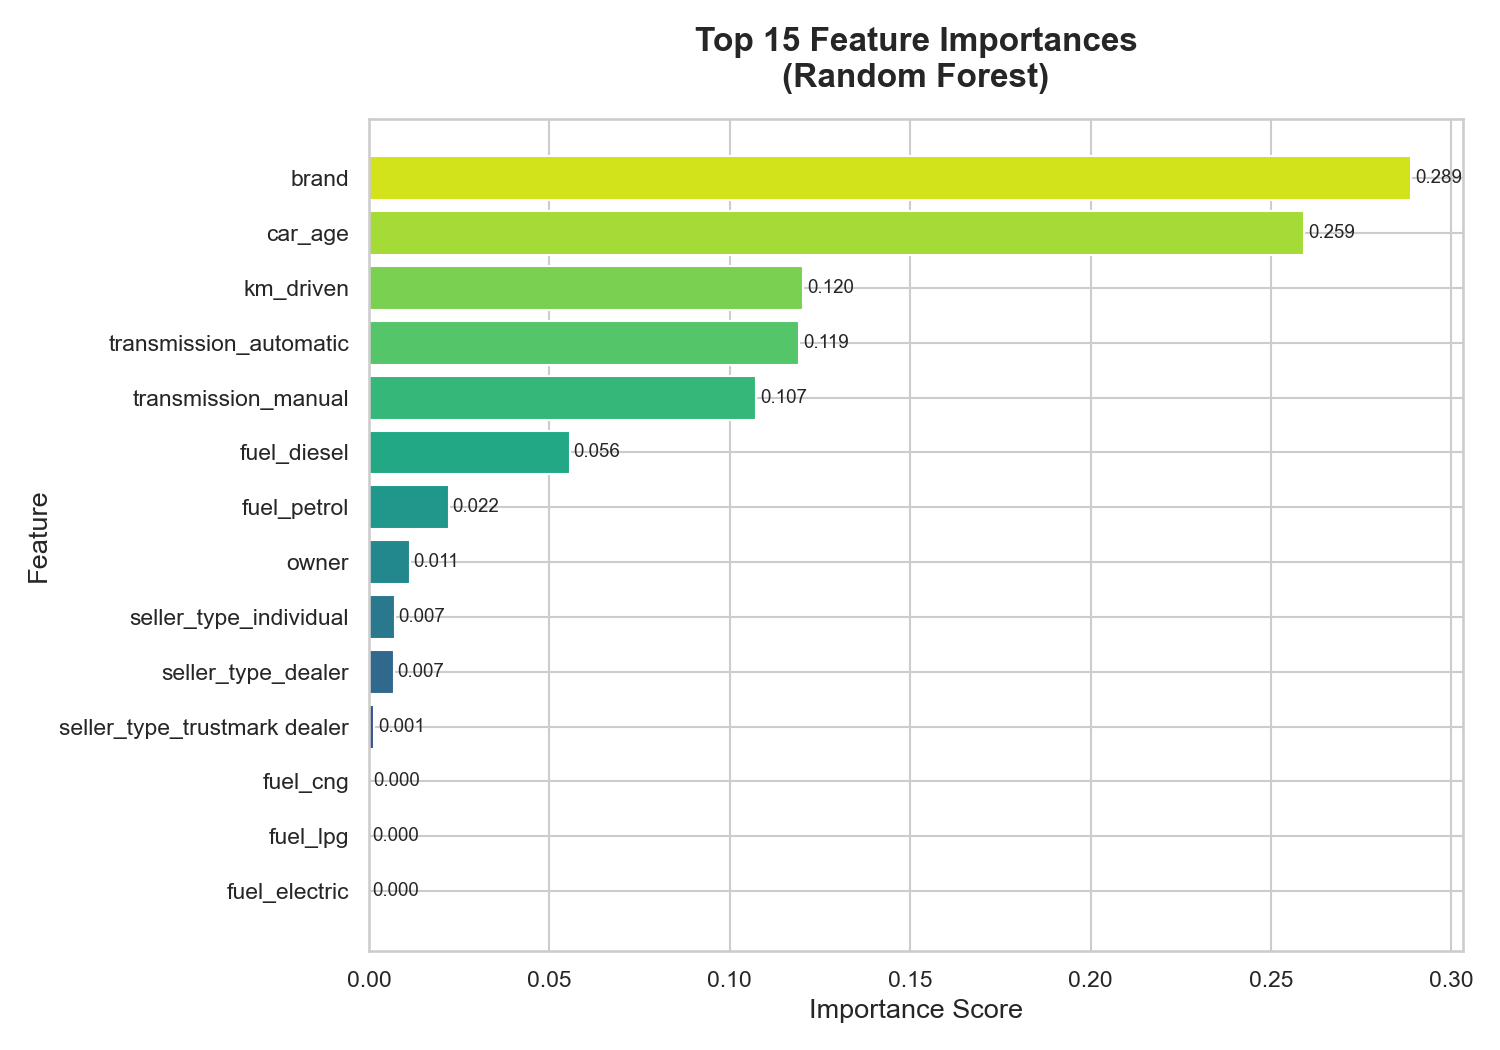 Top 15 Feature Importances
(Random Forest)
brand 0.289
car_age 0.259
km_driven 0.120
transmission_automatic 0.119
transmission_manual 0.107
fuel_diesel 0.056
fuel_petrol 0.022
owner 0.011
seller_type_individual 0.007
seller_type_dealer 0.007
seller_type_trustmark dealer 0.001
fuel_cng 0.000
fuel_lpg 0.000
fuel_electric 0.000
Feature
0.00 0.05 0.10 0.15 0.20 0.25 0.30
Importance Score